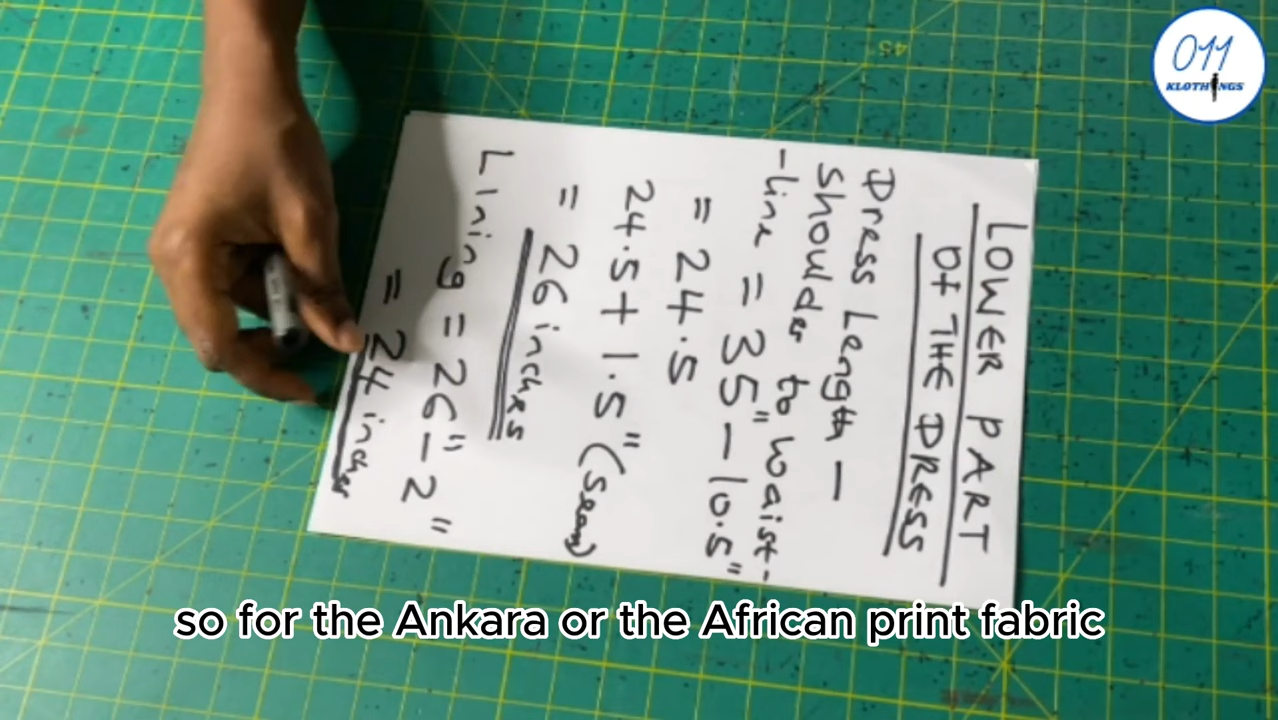 LOWER PART
Of THE DRESS
Dress Length -
Shoulder to Waist-
-line = 35" - 10.5"
= 24.5
24.5 + 1.5" (seam)
= 26 inches
Lining = 26" - 2"
= 24 inches
45
011
KLOTHINGS
so for the Ankara or the African print fabric